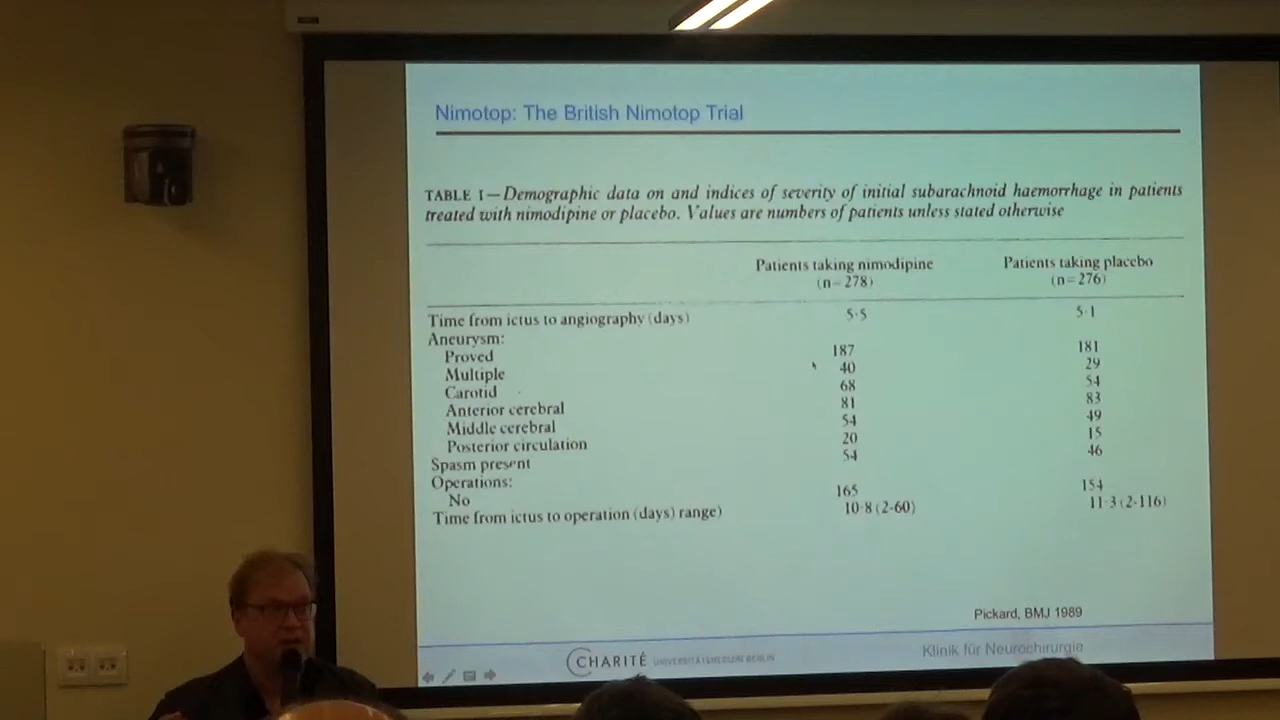 Nimotop: The British Nimotop Trial
TABLE I—Demographic data on and indices of severity of initial subarachnoid haemorrhage in patients
treated with nimodipine or placebo. Values are numbers of patients unless stated otherwise
Patients taking nimodipine Patients taking placebo
(n=278) (n=276)
Time from ictus to angiography (days) 5·5 5·1
Aneurysm:
Proved 187 181
Multiple 40 29
Carotid 68 54
Anterior cerebral 81 83
Middle cerebral 54 49
Posterior circulation 20 15
Spasm present 54 46
Operations:
No 165 154
Time from ictus to operation (days) range) 10·8 (2-60) 11·3 (2-116)
Pickard, BMJ 1989
CHARITÉ UNIVERSITÄTSMEDIZIN BERLIN Klinik für Neurochirurgie